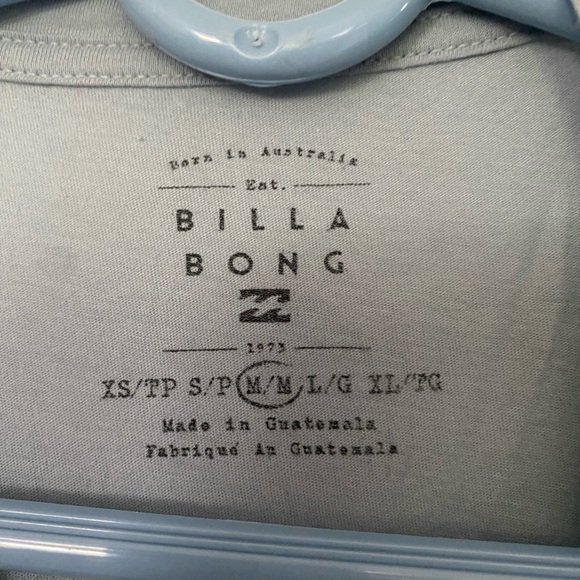 Born in Australia
Est.
BILLA
BONG
1973
XS/TP S/P M/M L/G XL/TG
Made in Guatemala
Fabriqué Au Guatemala